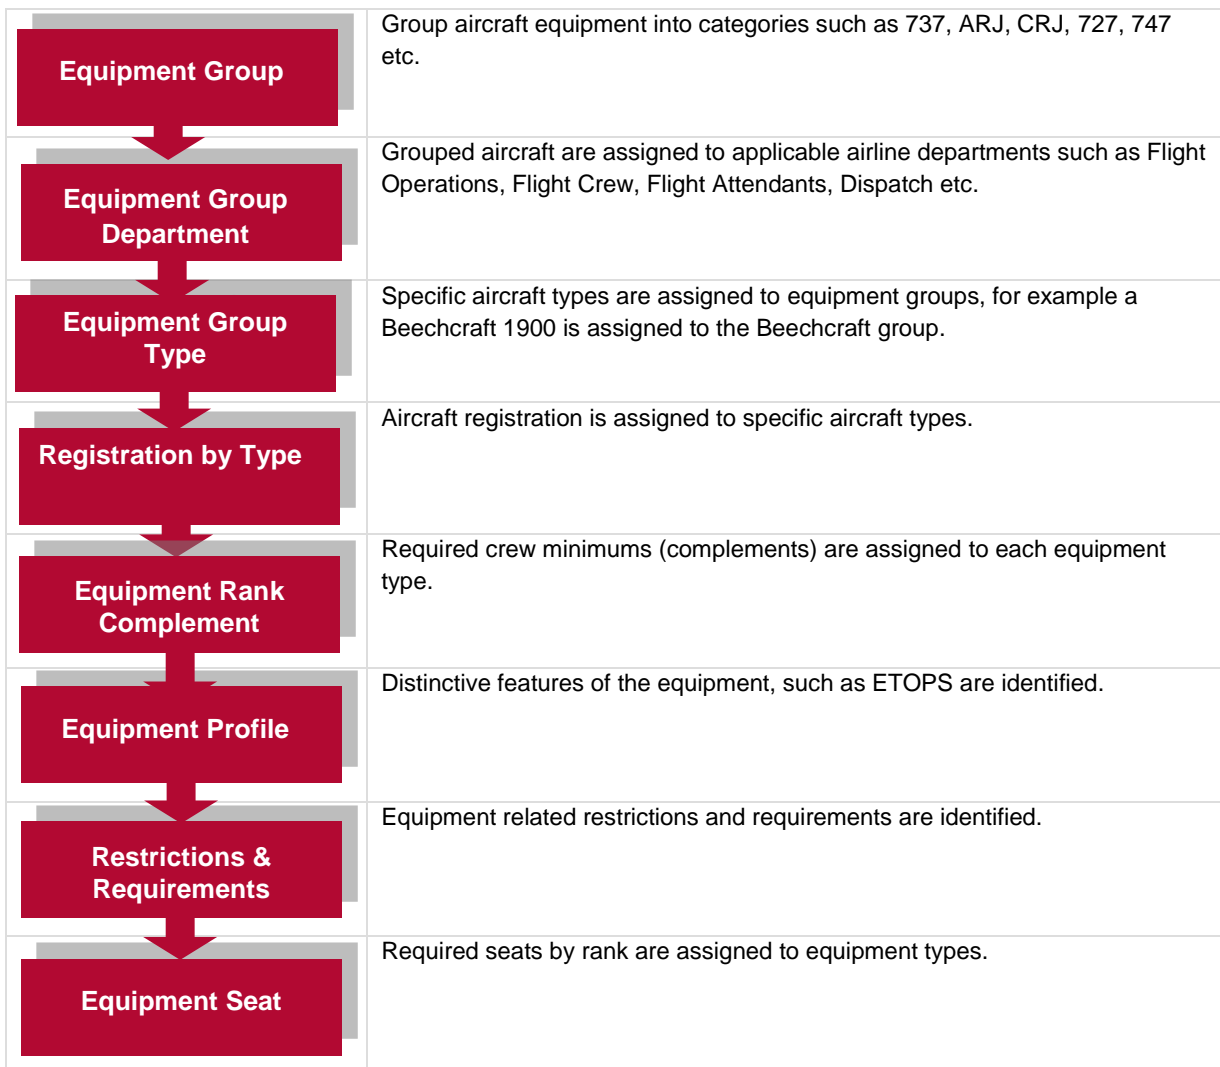 Equipment Group
Group aircraft equipment into categories such as 737, ARJ, CRJ, 727, 747
etc.
Equipment Group
Department
Grouped aircraft are assigned to applicable airline departments such as Flight
Operations, Flight Crew, Flight Attendants, Dispatch etc.
Equipment Group
Type
Specific aircraft types are assigned to equipment groups, for example a
Beechcraft 1900 is assigned to the Beechcraft group.
Registration by Type
Aircraft registration is assigned to specific aircraft types.
Equipment Rank
Complement
Required crew minimums (complements) are assigned to each equipment
type.
Equipment Profile
Distinctive features of the equipment, such as ETOPS are identified.
Restrictions &
Requirements
Equipment related restrictions and requirements are identified.
Equipment Seat
Required seats by rank are assigned to equipment types.